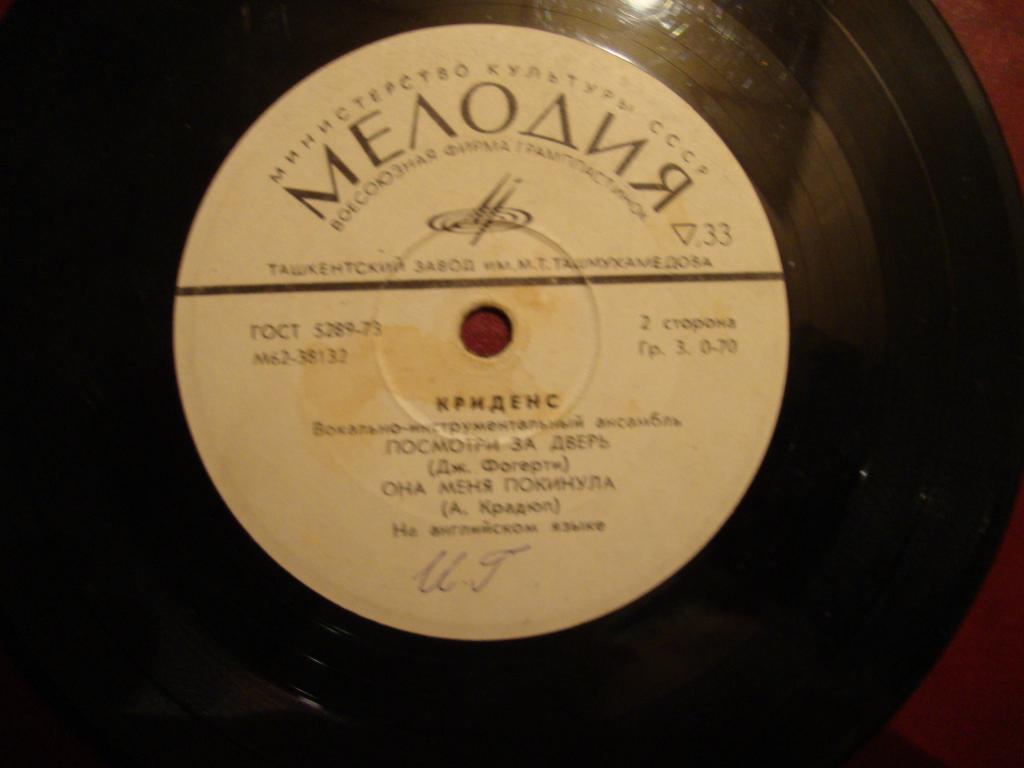 МИНИСТЕРСТВО КУЛЬТУРЫ СССР
МЕЛОДИЯ
ВСЕСОЮЗНАЯ ФИРМА ГРАМПЛАСТИНОК
33
ТАШКЕНТСКИЙ ЗАВОД ИМ. М.Т. ТАШМУХАМЕДОВА
ГОСТ 5289-73
М62-38132
2 сторона
Гр. 3. 0-70
КРИДЕНС
Вокально-инструментальный ансамбль
ПОСМОТРИ ЗА ДВЕРЬ
(Дж. Фогерти)
ОНА МЕНЯ ПОКИНУЛА
(А. Крадюп)
На английском языке
И.Г